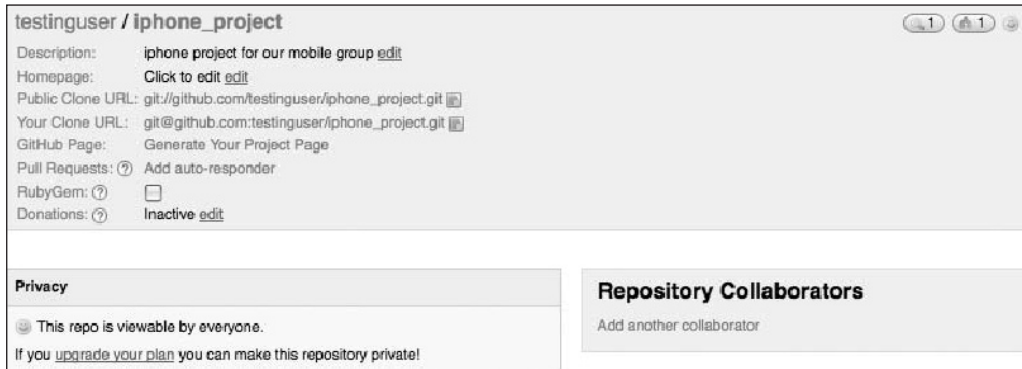 testinguser / iphone_project
1 1
Description: iphone project for our mobile group edit
Homepage: Click to edit edit
Public Clone URL: git://github.com/testinguser/iphone_project.git
Your Clone URL: git@github.com:testinguser/iphone_project.git
GitHub Page: Generate Your Project Page
Pull Requests: ? Add auto-responder
RubyGem: ?
Donations: ? Inactive edit
Privacy
This repo is viewable by everyone.
If you upgrade your plan you can make this repository private!
Repository Collaborators
Add another collaborator